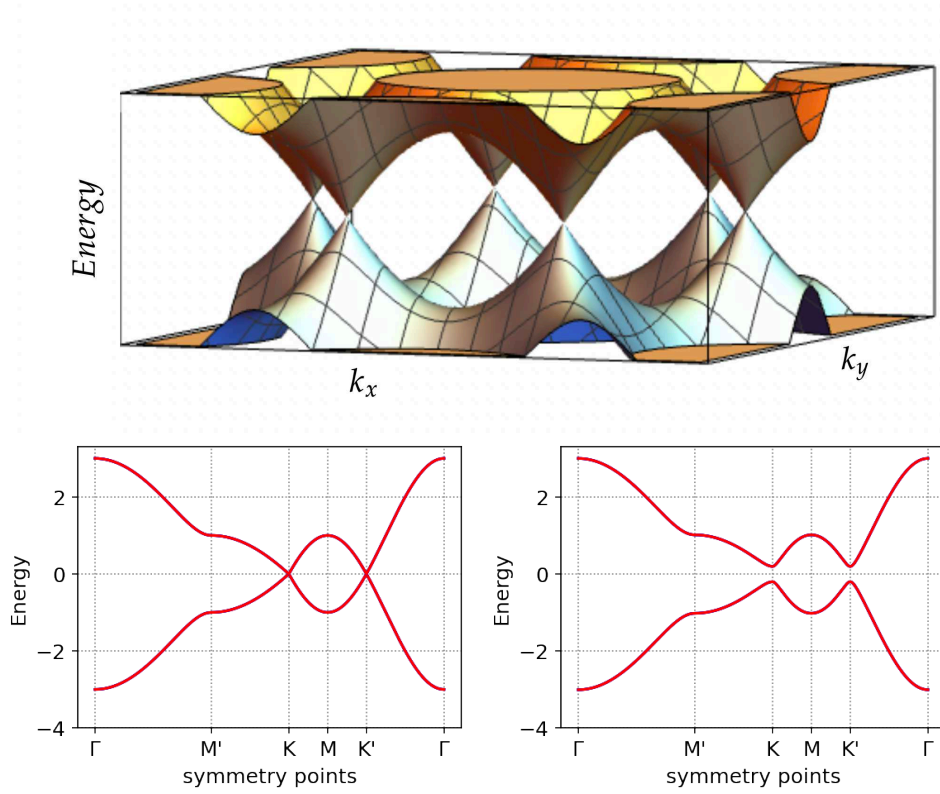 Energy
k_x
k_y
Energy
2
0
−2
−4
Γ
M'
K
M
K'
Γ
symmetry points
Energy
2
0
−2
−4
Γ
M'
K
M
K'
Γ
symmetry points